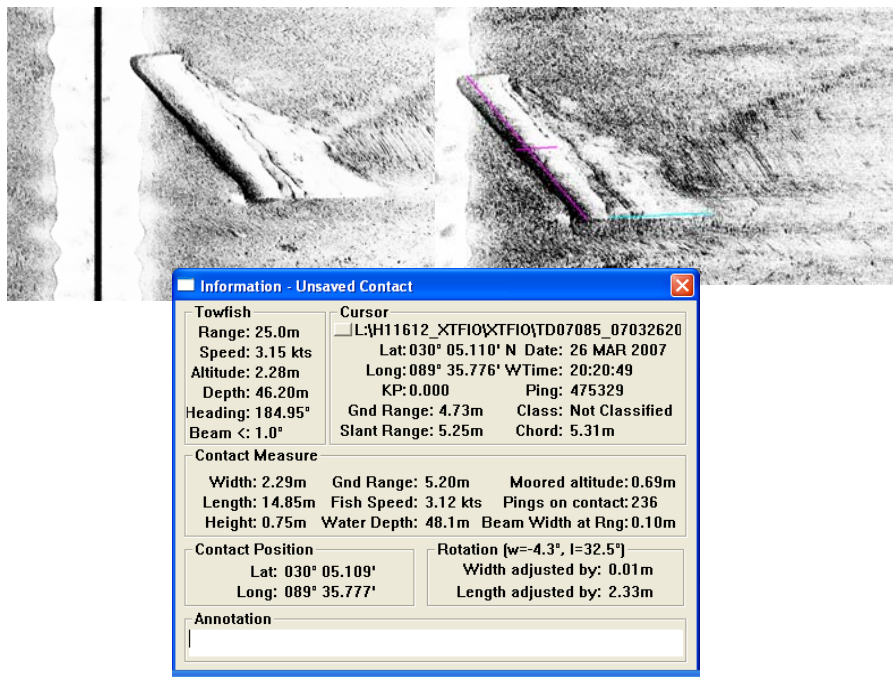 Information - Unsaved Contact
Towfish
Range: 25.0m
Speed: 3.15 kts
Altitude: 2.28m
Depth: 46.20m
Heading: 184.95°
Beam <: 1.0°
Cursor
L:\H11612_XTFIO\XTFIO\TD07085_07032620
Lat: 030° 05.110' N Date: 26 MAR 2007
Long: 089° 35.776' W Time: 20:20:49
KP: 0.000 Ping: 475329
Gnd Range: 4.73m Class: Not Classified
Slant Range: 5.25m Chord: 5.31m
Contact Measure
Width: 2.29m Gnd Range: 5.20m Moored altitude: 0.69m
Length: 14.85m Fish Speed: 3.12 kts Pings on contact: 236
Height: 0.75m Water Depth: 48.1m Beam Width at Rng: 0.10m
Contact Position
Lat: 030° 05.109'
Long: 089° 35.777'
Rotation (w=-4.3°, l=32.5°)
Width adjusted by: 0.01m
Length adjusted by: 2.33m
Annotation